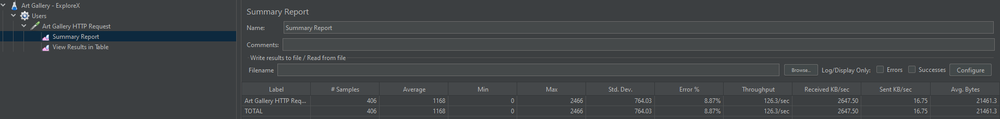 Art Gallery - ExploreX
Users
Art Gallery HTTP Request
Summary Report
View Results in Table
Summary Report
Name: Summary Report
Comments:
Write results to file / Read from file
Filename Browse... Log/Display Only: Errors Successes Configure
Label # Samples Average Min Max Std. Dev. Error % Throughput Received KB/sec Sent KB/sec Avg. Bytes
Art Gallery HTTP Req... 406 1168 0 2466 764.03 8.87% 126.3/sec 2647.50 16.75 21461.3
TOTAL 406 1168 0 2466 764.03 8.87% 126.3/sec 2647.50 16.75 21461.3